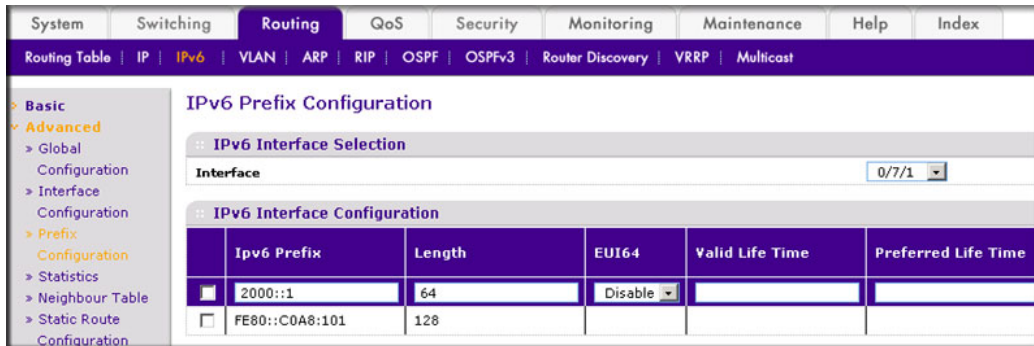 System Switching Routing QoS Security Monitoring Maintenance Help Index
Routing Table | IP | IPv6 | VLAN | ARP | RIP | OSPF | OSPFv3 | Router Discovery | VRRP | Multicast
Basic
Advanced
» Global
Configuration
» Interface
Configuration
» Prefix
Configuration
» Statistics
» Neighbour Table
» Static Route
Configuration
IPv6 Prefix Configuration
IPv6 Interface Selection
Interface 0/7/1
IPv6 Interface Configuration
Ipv6 Prefix Length EUI64 Valid Life Time Preferred Life Time
2000::1 64 Disable
FE80::C0A8:101 128